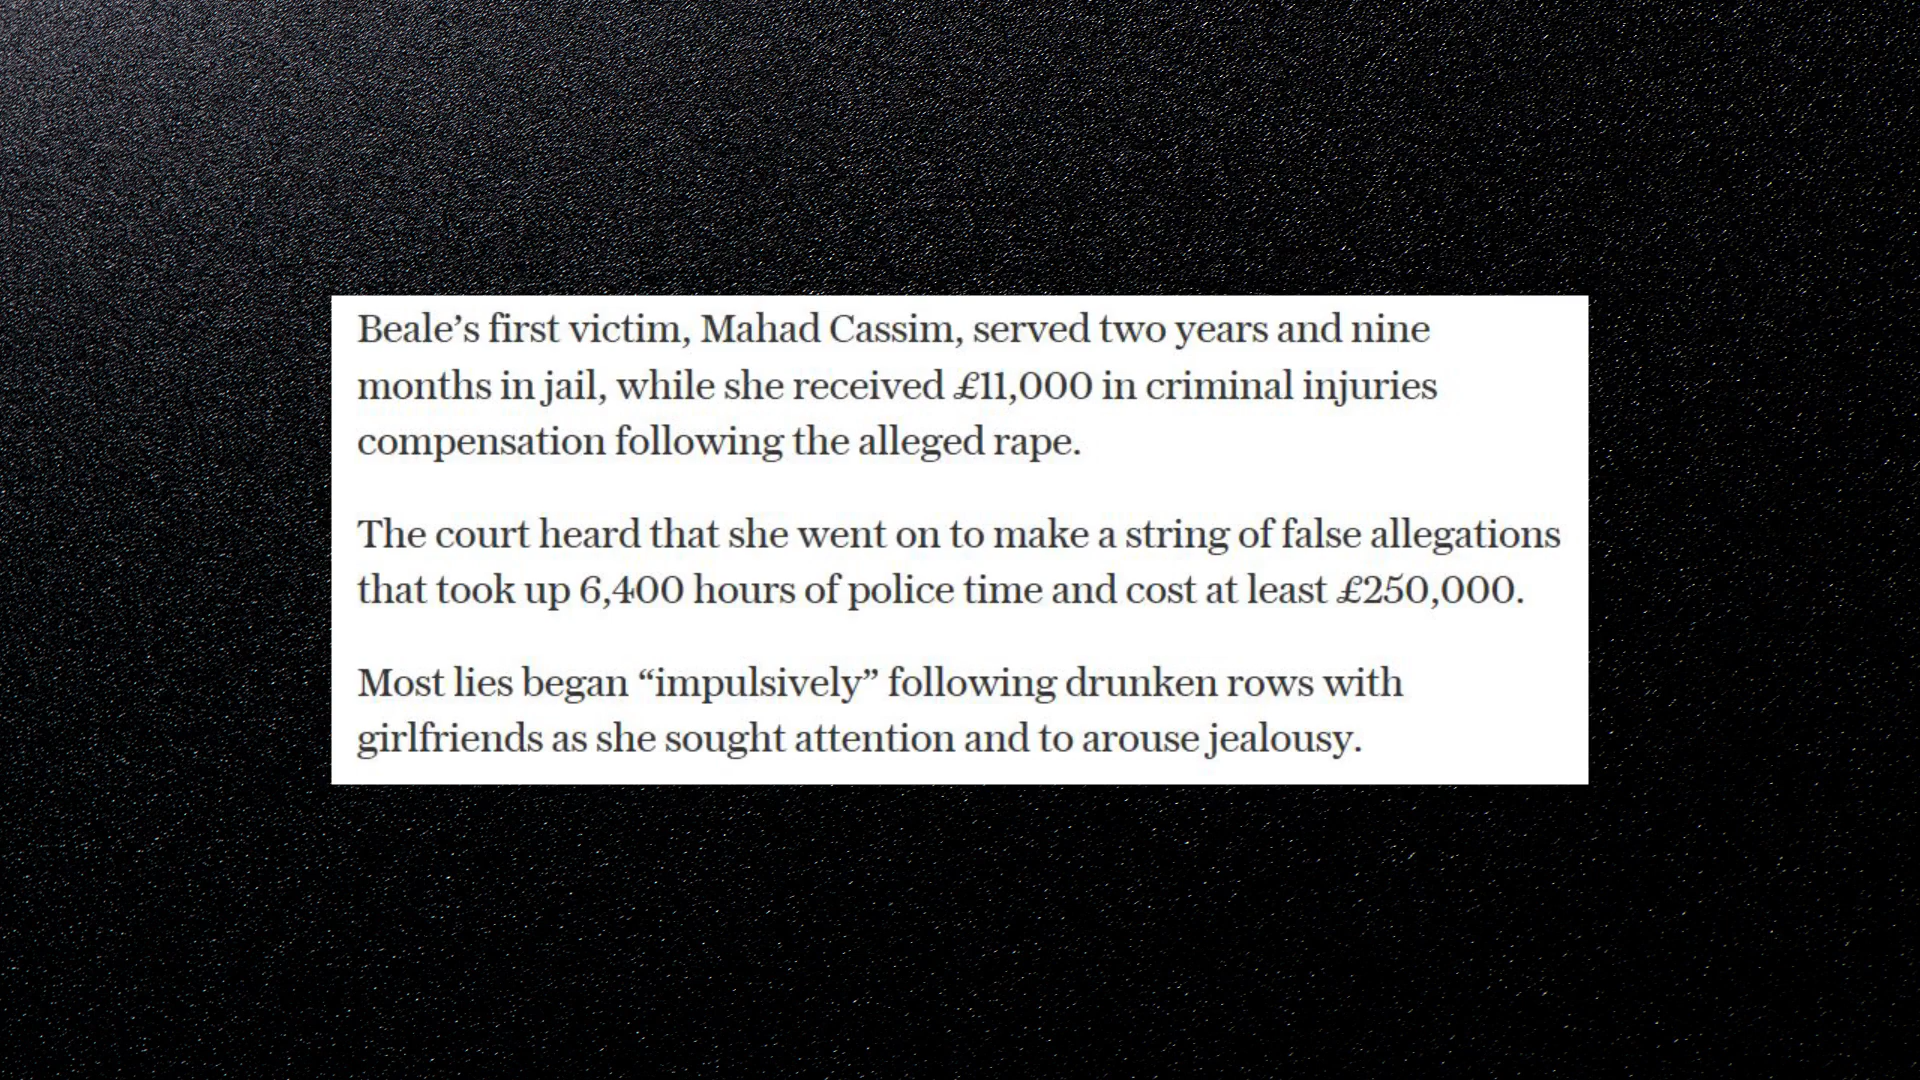 Beale’s first victim, Mahad Cassim, served two years and nine
months in jail, while she received £11,000 in criminal injuries
compensation following the alleged rape.
The court heard that she went on to make a string of false allegations
that took up 6,400 hours of police time and cost at least £250,000.
Most lies began “impulsively” following drunken rows with
girlfriends as she sought attention and to arouse jealousy.